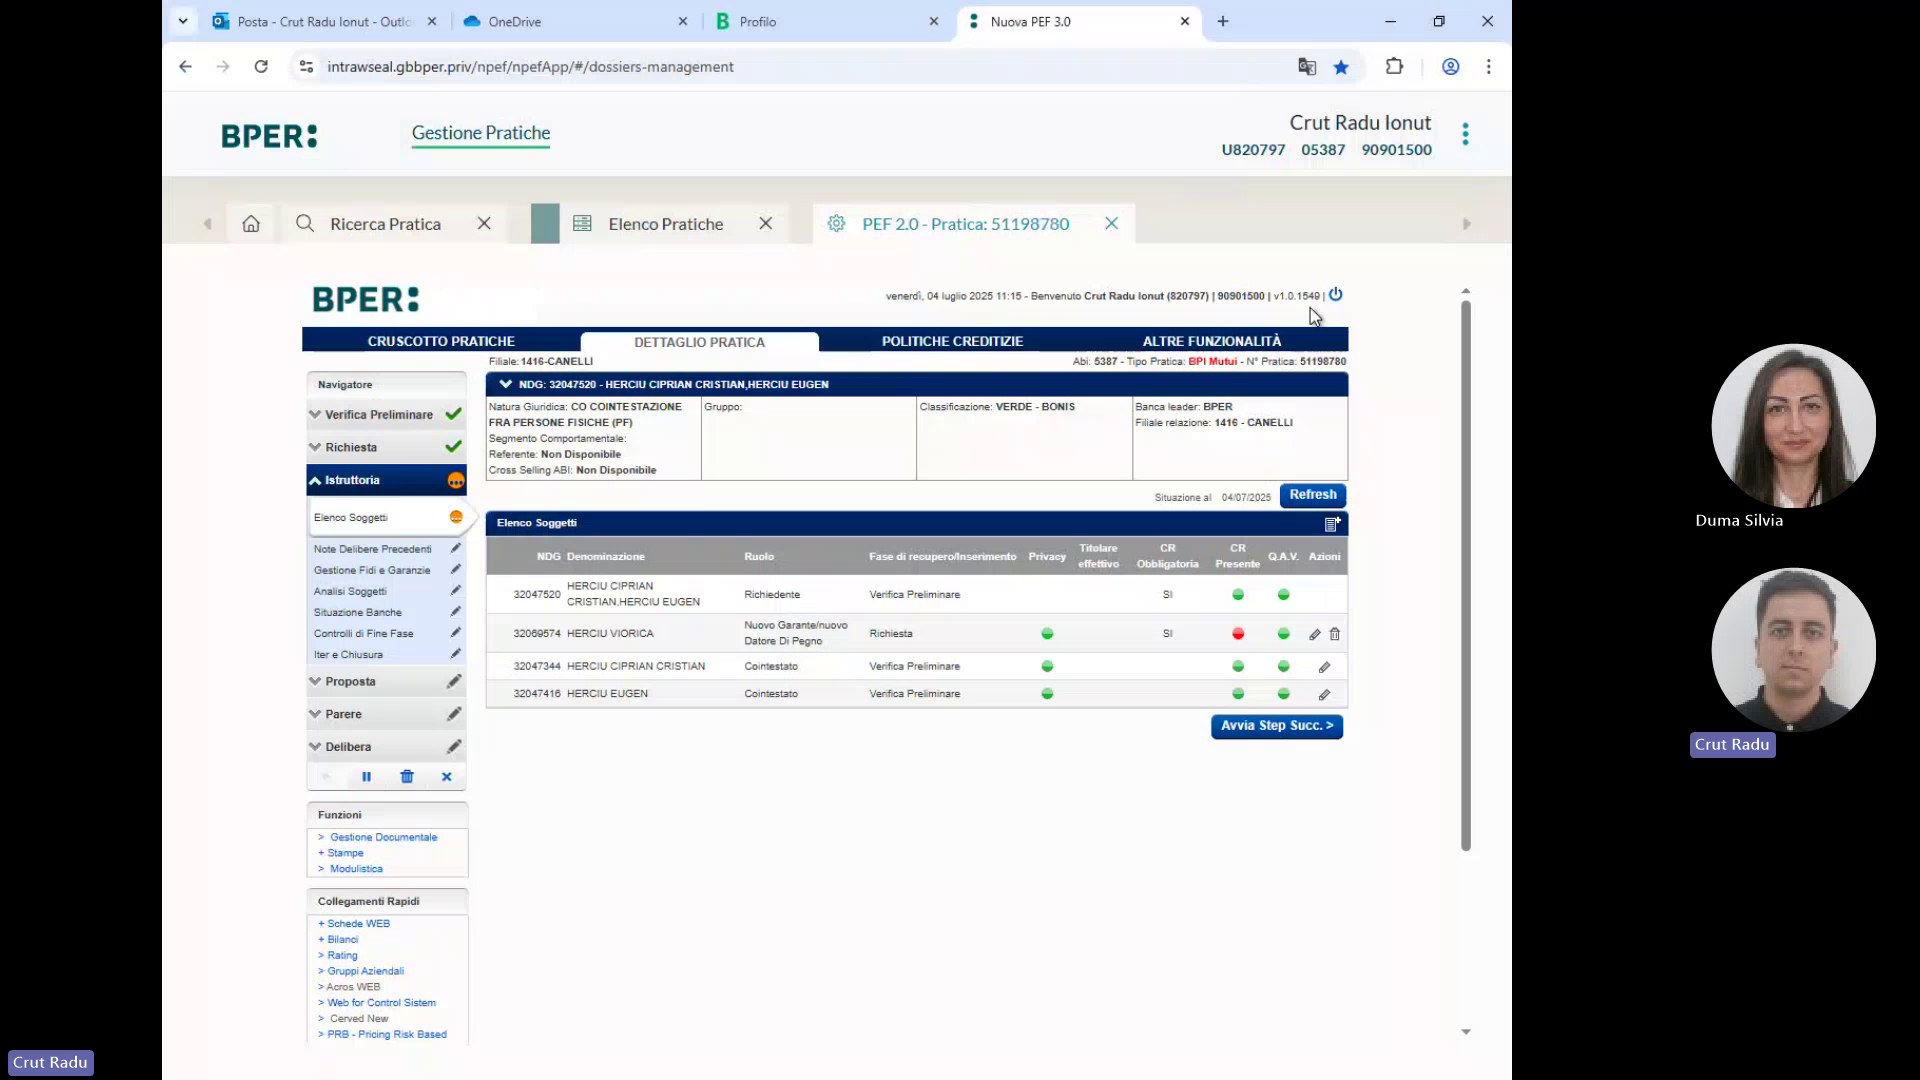 Posta - Crut Radu Ionut - Outlo
OneDrive
Profilo
Nuova PEF 3.0
intrawseal.gbbper.priv/npef/npefApp/#/dossiers-management
BPER:
Gestione Pratiche
Crut Radu Ionut
U820797 05387 90901500
Ricerca Pratica
Elenco Pratiche
PEF 2.0 - Pratica: 51198780
BPER:
venerdì, 04 luglio 2025 11:15 - Benvenuto Crut Radu Ionut (820797) | 90901500 | v1.0.1549 |
CRUSCOTTO PRATICHE
DETTAGLIO PRATICA
POLITICHE CREDITIZIE
ALTRE FUNZIONALITÀ
Filiale: 1416-CANELLI
Abi: 5387 - Tipo Pratica: BPI Mutui - N° Pratica: 51198780
Navigatore
Verifica Preliminare
Richiesta
Istruttoria
Elenco Soggetti
Note Delibere Precedenti
Gestione Fidi e Garanzie
Analisi Soggetti
Situazione Banche
Controlli di Fine Fase
Iter e Chiusura
Proposta
Parere
Delibera
Funzioni
> Gestione Documentale
+ Stampe
> Modulistica
Collegamenti Rapidi
+ Schede WEB
+ Bilanci
> Rating
> Gruppi Aziendali
> Acros WEB
> Web for Control Sistem
> Cerved New
> PRB - Pricing Risk Based
NDG: 32047520 - HERCIU CIPRIAN CRISTIAN,HERCIU EUGEN
Natura Giuridica: CO COINTESTAZIONE
FRA PERSONE FISICHE (PF)
Segmento Comportamentale:
Referente: Non Disponibile
Cross Selling ABI: Non Disponibile
Gruppo:
Classificazione: VERDE - BONIS
Banca leader: BPER
Filiale relazione: 1416 - CANELLI
Situazione al 04/07/2025
Refresh
Elenco Soggetti
NDG Denominazione Ruolo Fase di recupero/Inserimento Privacy Titolare effettivo CR Obbligatoria CR Presente Q.A.V. Azioni
32047520 HERCIU CIPRIAN CRISTIAN,HERCIU EUGEN Richiedente Verifica Preliminare SI
32069574 HERCIU VIORICA Nuovo Garante/nuovo Datore Di Pegno Richiesta SI
32047344 HERCIU CIPRIAN CRISTIAN Cointestato Verifica Preliminare
32047416 HERCIU EUGEN Cointestato Verifica Preliminare
Avvia Step Succ. >
Duma Silvia
Crut Radu
Crut Radu